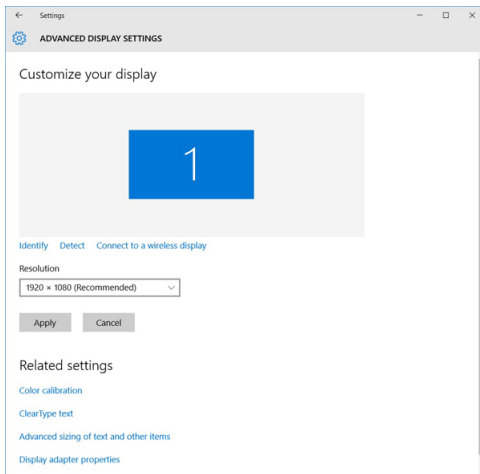 Settings
ADVANCED DISPLAY SETTINGS
Customize your display
1
Identify Detect Connect to a wireless display
Resolution
1920 × 1080 (Recommended)
Apply Cancel
Related settings
Color calibration
ClearType text
Advanced sizing of text and other items
Display adapter properties